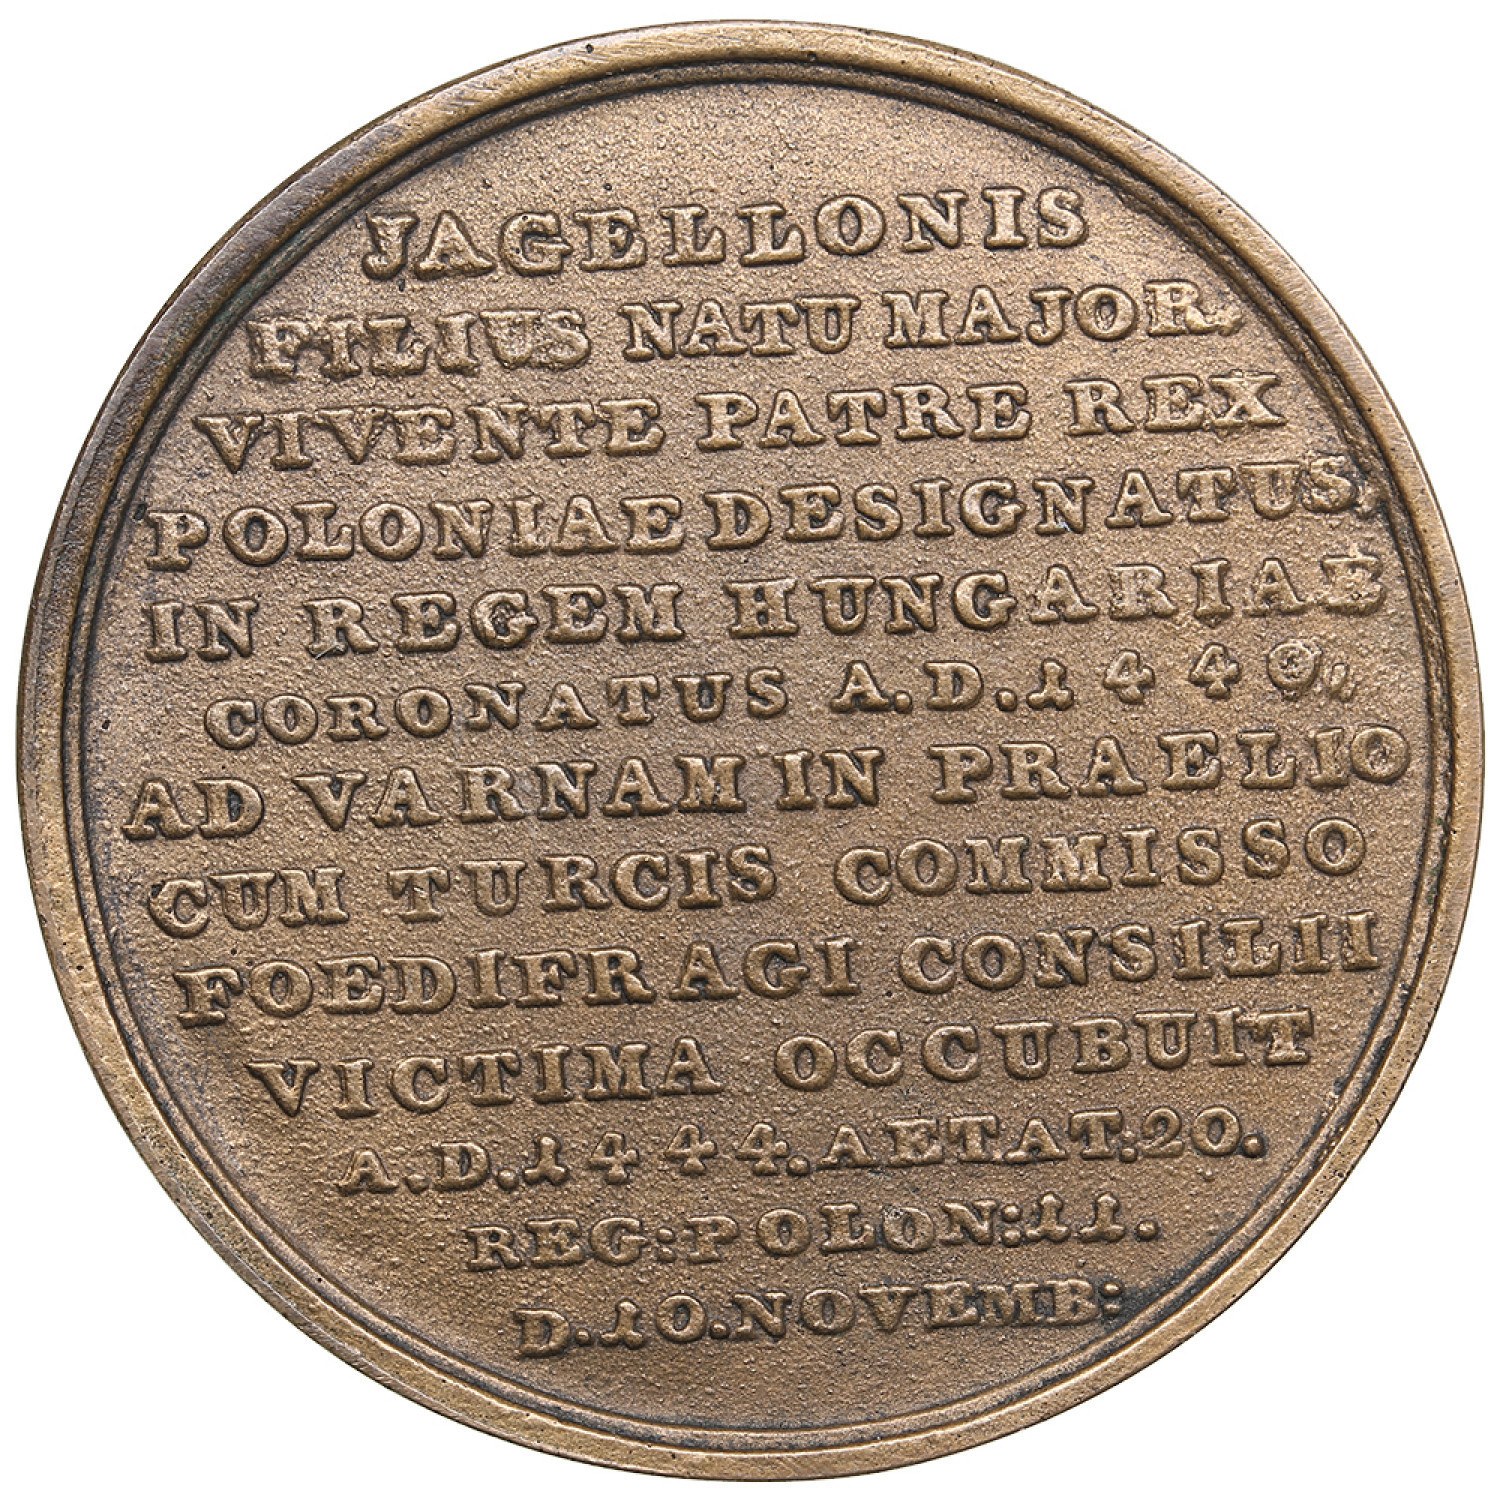 JAGELLONIS
FILIUS NATU MAJOR.
VIVENTE PATRE REX
POLONIAE DESIGNATUS,
IN REGEM HUNGARIAE
CORONATUS A.D.1440,
AD VARNAM IN PRAELIO
CUM TURCIS COMMISSO
FOEDIFRAGI CONSILII
VICTIMA OCCUBUIT
A.D.1444.AETAT:20.
REG:POLON:11.
D.10.NOVEMB: